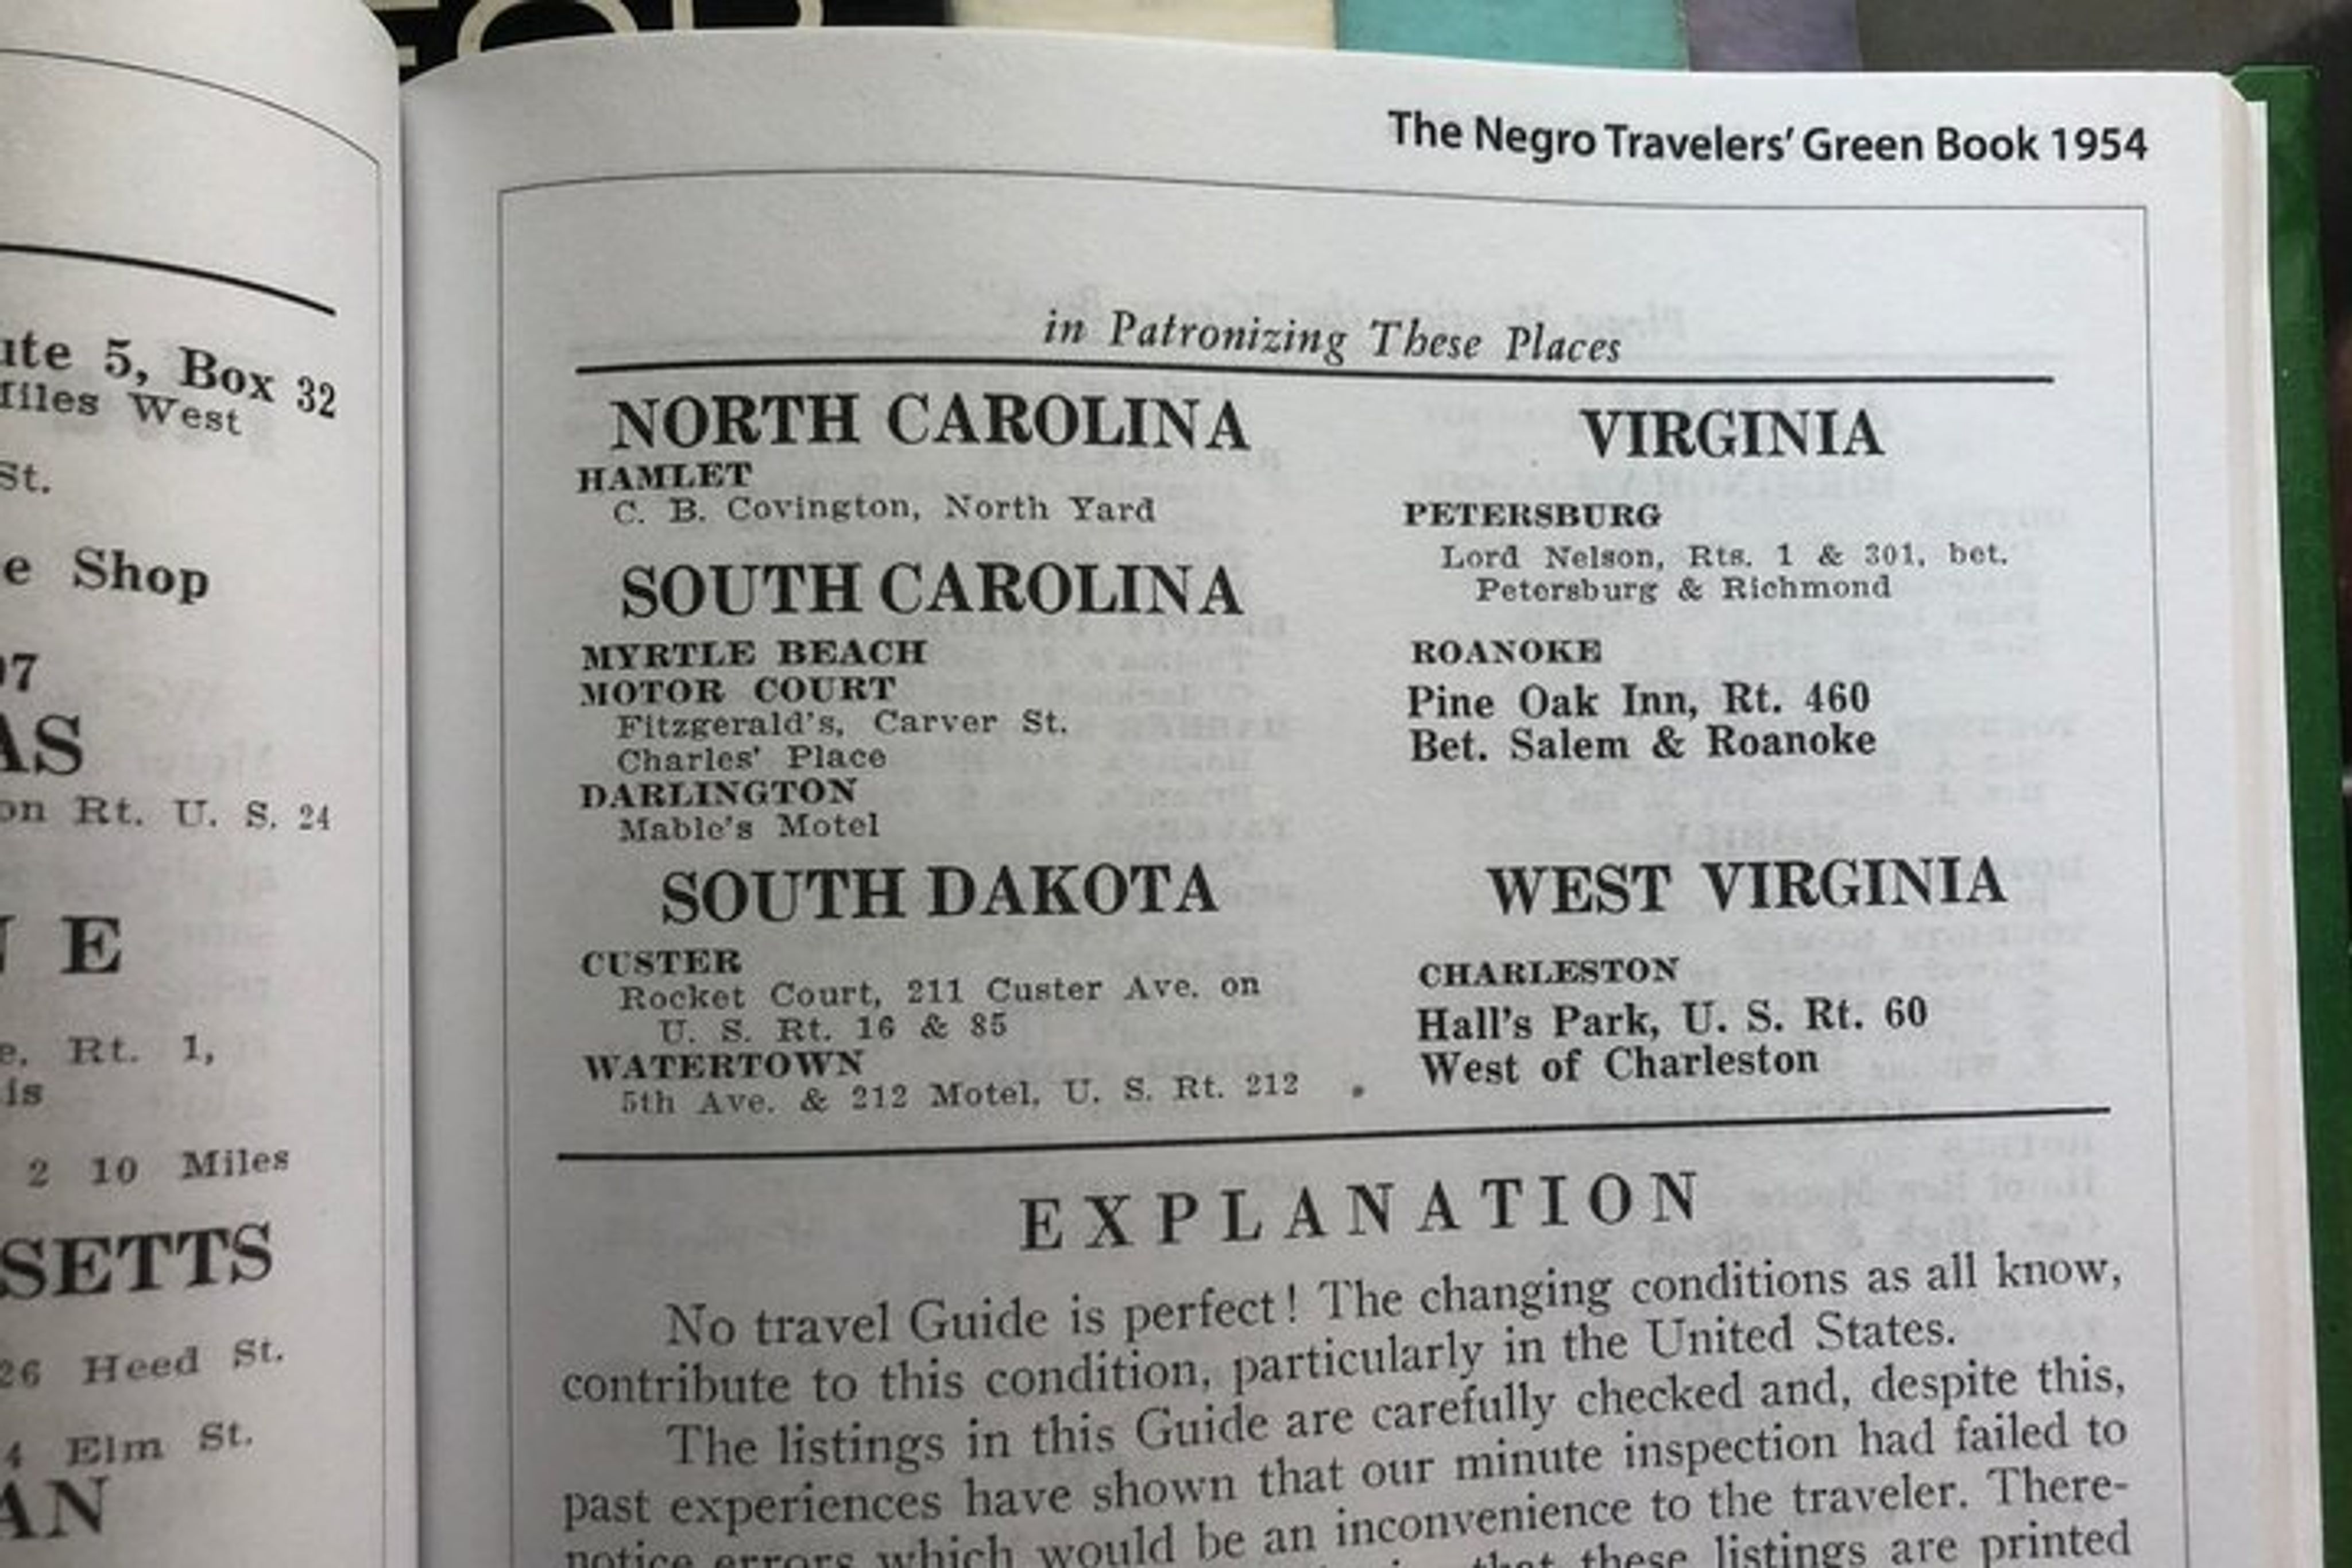 ute 5, Box 32
Miles West
St.
e Shop
07
AS
on Rt. U. S. 24
N E
e, Rt. 1,
is
2 10 Miles
SETTS
26 Heed St.
4 Elm St.
AN
The Negro Travelers' Green Book 1954
in Patronizing These Places
NORTH CAROLINA
HAMLET
C. B. Covington, North Yard
SOUTH CAROLINA
MYRTLE BEACH
MOTOR COURT
Fitzgerald's, Carver St.
Charles' Place
DARLINGTON
Mable's Motel
SOUTH DAKOTA
CUSTER
Rocket Court, 211 Custer Ave. on
U. S. Rt. 16 & 85
WATERTOWN
5th Ave. & 212 Motel, U. S. Rt. 212
VIRGINIA
PETERSBURG
Lord Nelson, Rts. 1 & 301, bet.
Petersburg & Richmond
ROANOKE
Pine Oak Inn, Rt. 460
Bet. Salem & Roanoke
WEST VIRGINIA
CHARLESTON
Hall's Park, U. S. Rt. 60
West of Charleston
EXPLANATION
No travel Guide is perfect! The changing conditions as all know,
contribute to this condition, particularly in the United States.
The listings in this Guide are carefully checked and, despite this,
past experiences have shown that our minute inspection had failed to
notice errors which would be an inconvenience to the traveler. There-
that these listings are printed